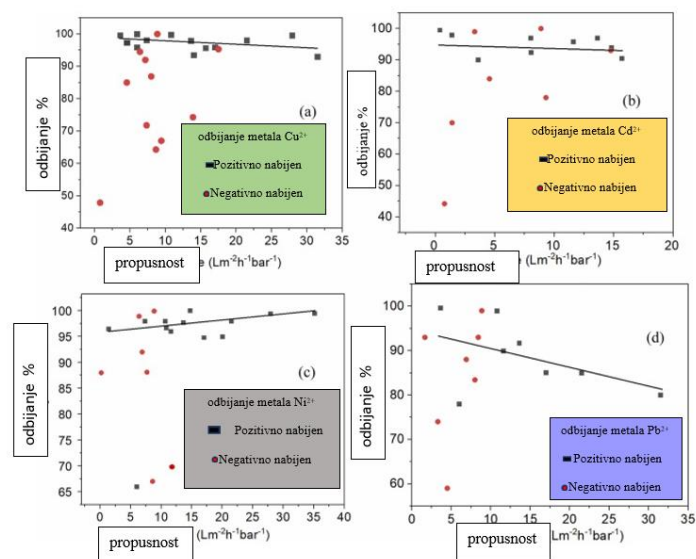 100
90
80
70
60
50
40
0 5 10 15 20 25 30 35
odbijanje %
(a)
odbijanje metala Cu²⁺
Pozitivno nabijen
Negativno nabijen
propusnost
e (Lm⁻²h⁻¹bar⁻¹)
100
90
80
70
60
50
40
0 5 10 15 20
odbijanje %
(b)
odbijanje metala Cd²⁺
Pozitivno nabijen
Negativno nabijen
propusnost
e (Lm⁻²h⁻¹bar⁻¹)
100
95
90
85
80
75
70
65
0 5 10 15 20 25 30 35 40
odbijanje %
(c)
odbijanje metala Ni²⁺
Pozitivno nabijen
Negativno nabijen
propusnost
(Lm⁻²h⁻¹bar⁻¹)
100
90
80
70
60
0 5 10 15 20 25 30 35
odbijanje %
(d)
odbijanje metala Pb²⁺
Pozitivno nabijen
Negativno nabijen
propusnost
(Lm⁻²h⁻¹bar⁻¹)